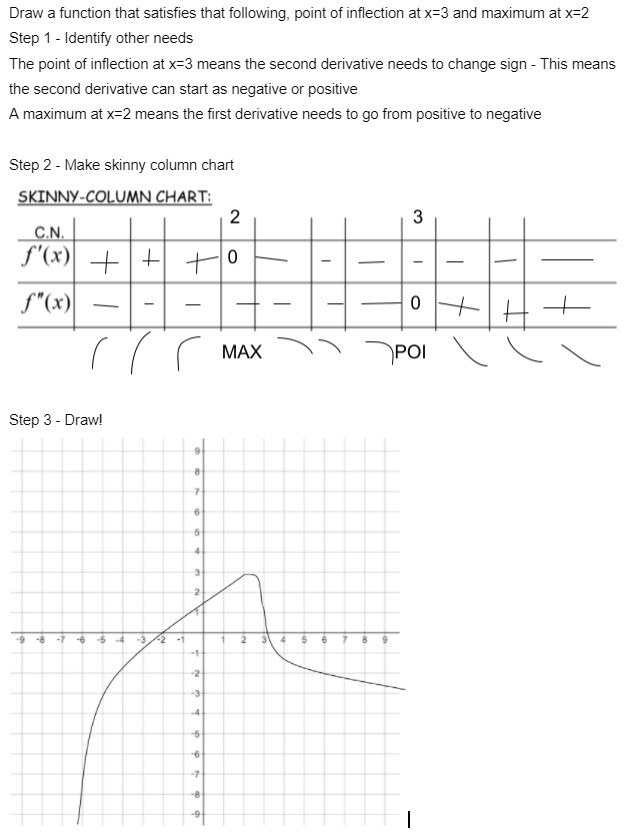 Draw a function that satisfies that following, point of inflection at x=3 and maximum at x=2
Step 1 - Identify other needs
The point of inflection at x=3 means the second derivative needs to change sign - This means
the second derivative can start as negative or positive
A maximum at x=2 means the first derivative needs to go from positive to negative
Step 2 - Make skinny column chart
SKINNY-COLUMN CHART:
C.N. 2 3
f'(x) + + + 0 - - - - - - -
f"(x) - - - - - - - 0 + + +
MAX POI
Step 3 - Draw!
9
8
7
6
5
4
3
2
1
-9 -8 -7 -6 -5 -4 -3 -2 -1 1 2 3 4 5 6 7 8 9
-1
-2
-3
-4
-5
-6
-7
-8
-9